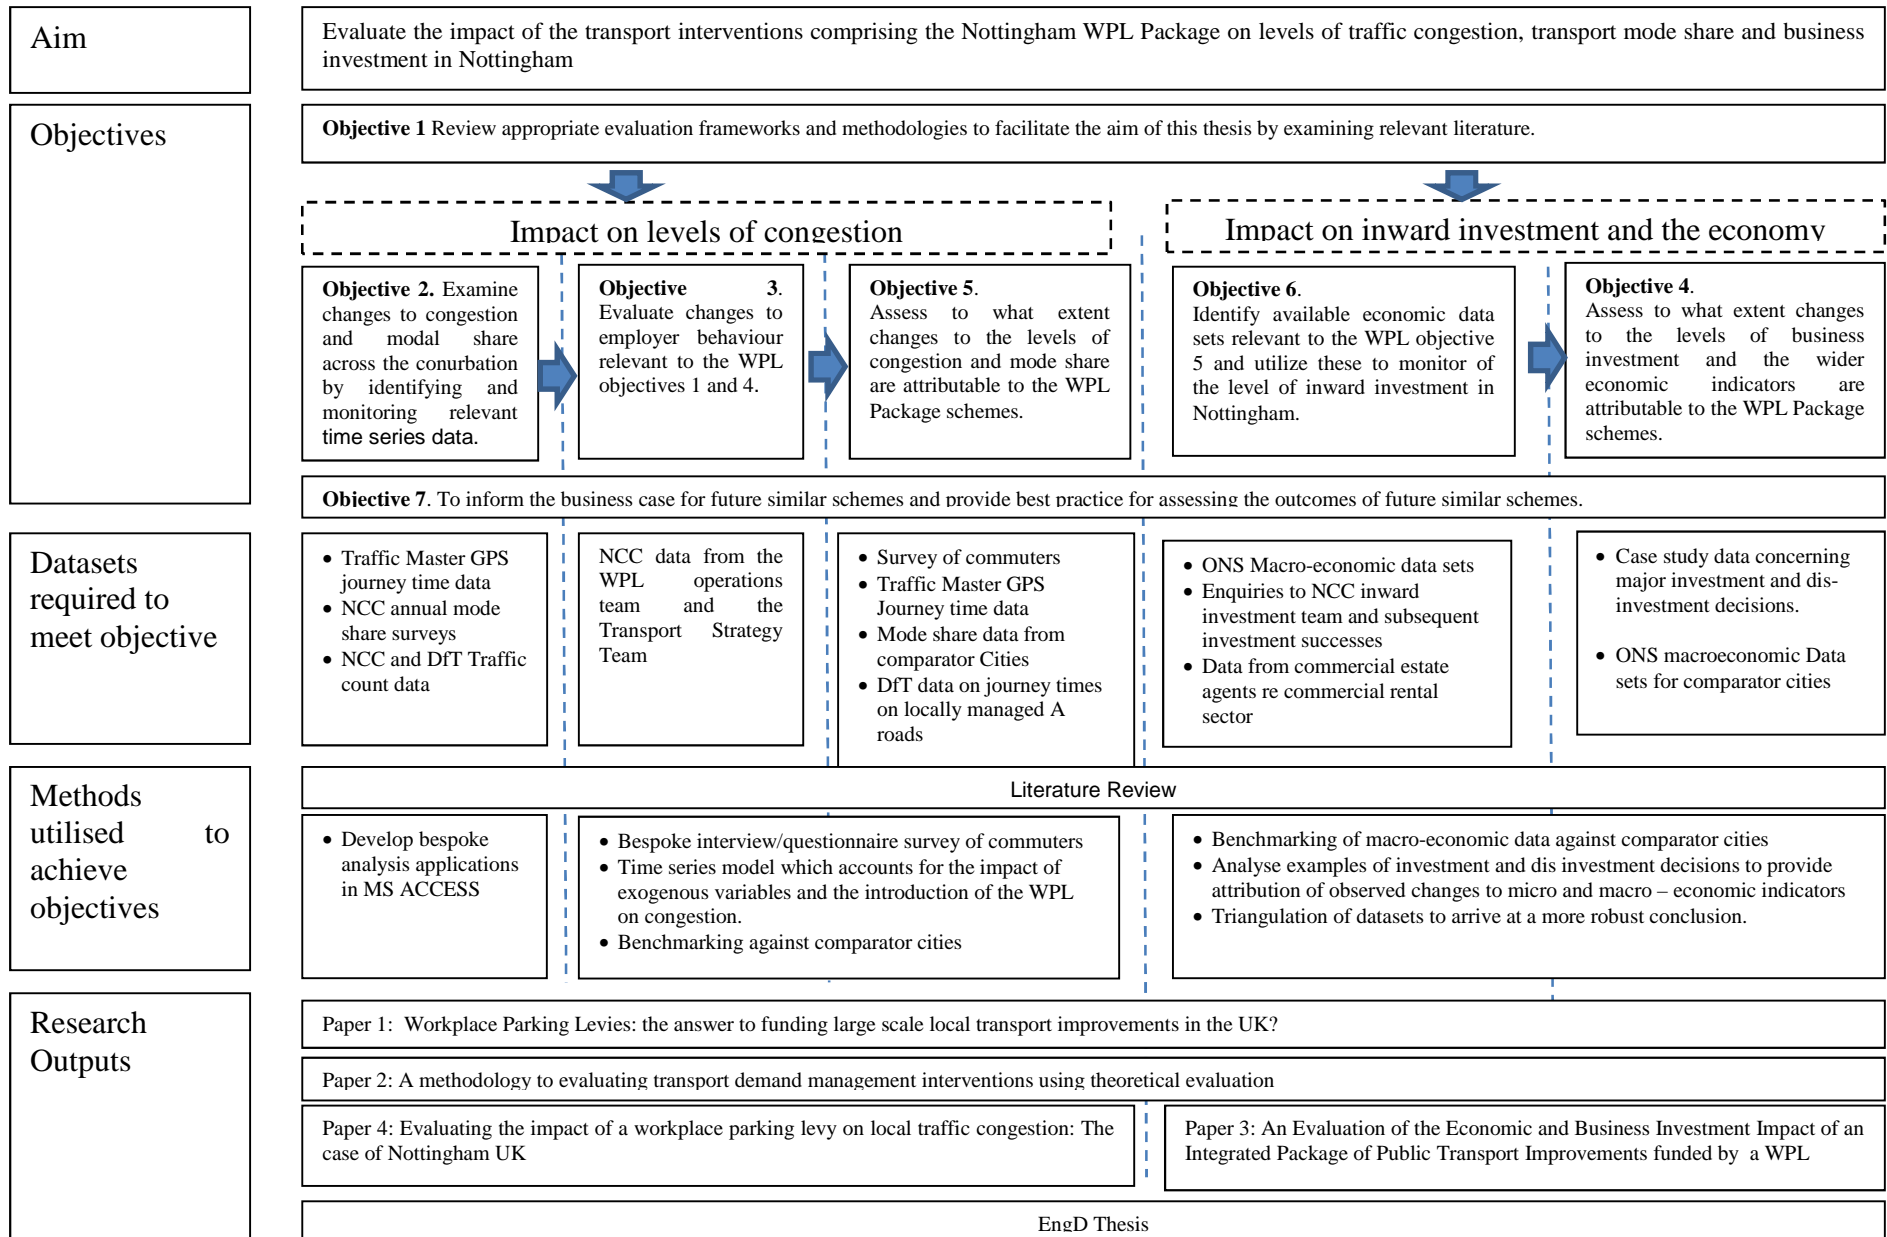 Aim
Evaluate the impact of the transport interventions comprising the Nottingham WPL Package on levels of traffic congestion, transport mode share and business
investment in Nottingham
Objectives
Objective 1 Review appropriate evaluation frameworks and methodologies to facilitate the aim of this thesis by examining relevant literature.
Impact on levels of congestion
Impact on inward investment and the economy
Objective 2. Examine
changes to congestion
and modal share
across the conurbation
by identifying and
monitoring relevant
time series data.
Objective 3.
Evaluate changes to
employer behaviour
relevant to the WPL
objectives 1 and 4.
Objective 5.
Assess to what extent
changes to the levels of
congestion and mode share
are attributable to the WPL
Package schemes.
Objective 6.
Identify available economic data
sets relevant to the WPL objective
5 and utilize these to monitor of
the level of inward investment in
Nottingham.
Objective 4.
Assess to what extent changes
to the levels of business
investment and the wider
economic indicators are
attributable to the WPL Package
schemes.
Objective 7. To inform the business case for future similar schemes and provide best practice for assessing the outcomes of future similar schemes.
Datasets
required to
meet objective
• Traffic Master GPS
journey time data
• NCC annual mode
share surveys
• NCC and DfT Traffic
count data
NCC data from the
WPL operations
team and the
Transport Strategy
Team
• Survey of commuters
• Traffic Master GPS
Journey time data
• Mode share data from
comparator Cities
• DfT data on journey times
on locally managed A
roads
• ONS Macro-economic data sets
• Enquiries to NCC inward
investment team and subsequent
investment successes
• Data from commercial estate
agents re commercial rental
sector
• Case study data concerning
major investment and dis-
investment decisions.
• ONS macroeconomic Data
sets for comparator cities
Methods
utilised to
achieve
objectives
Literature Review
• Develop bespoke
analysis applications
in MS ACCESS
• Bespoke interview/questionnaire survey of commuters
• Time series model which accounts for the impact of
exogenous variables and the introduction of the WPL
on congestion.
• Benchmarking against comparator cities
• Benchmarking of macro-economic data against comparator cities
• Analyse examples of investment and dis investment decisions to provide
attribution of observed changes to micro and macro – economic indicators
• Triangulation of datasets to arrive at a more robust conclusion.
Research
Outputs
Paper 1: Workplace Parking Levies: the answer to funding large scale local transport improvements in the UK?
Paper 2: A methodology to evaluating transport demand management interventions using theoretical evaluation
Paper 4: Evaluating the impact of a workplace parking levy on local traffic congestion: The
case of Nottingham UK
Paper 3: An Evaluation of the Economic and Business Investment Impact of an
Integrated Package of Public Transport Improvements funded by a WPL
EngD Thesis